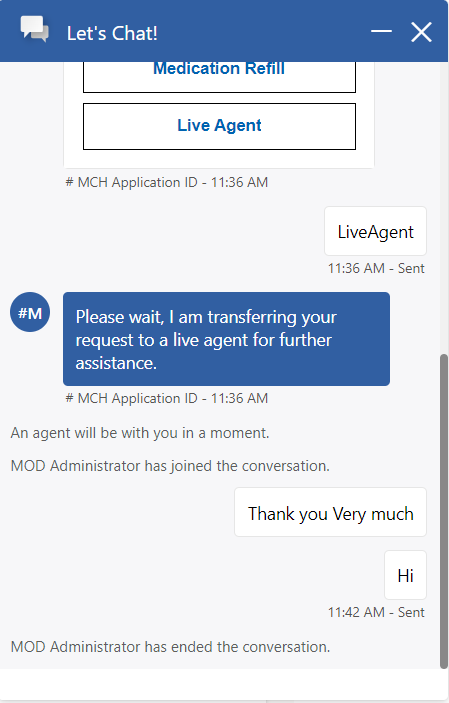 Let's Chat!
Medication Refill
Live Agent
# MCH Application ID - 11:36 AM
LiveAgent
11:36 AM - Sent
#M
Please wait, I am transferring your
request to a live agent for further
assistance.
# MCH Application ID - 11:36 AM
An agent will be with you in a moment.
MOD Administrator has joined the conversation.
Thank you Very much
Hi
11:42 AM - Sent
MOD Administrator has ended the conversation.